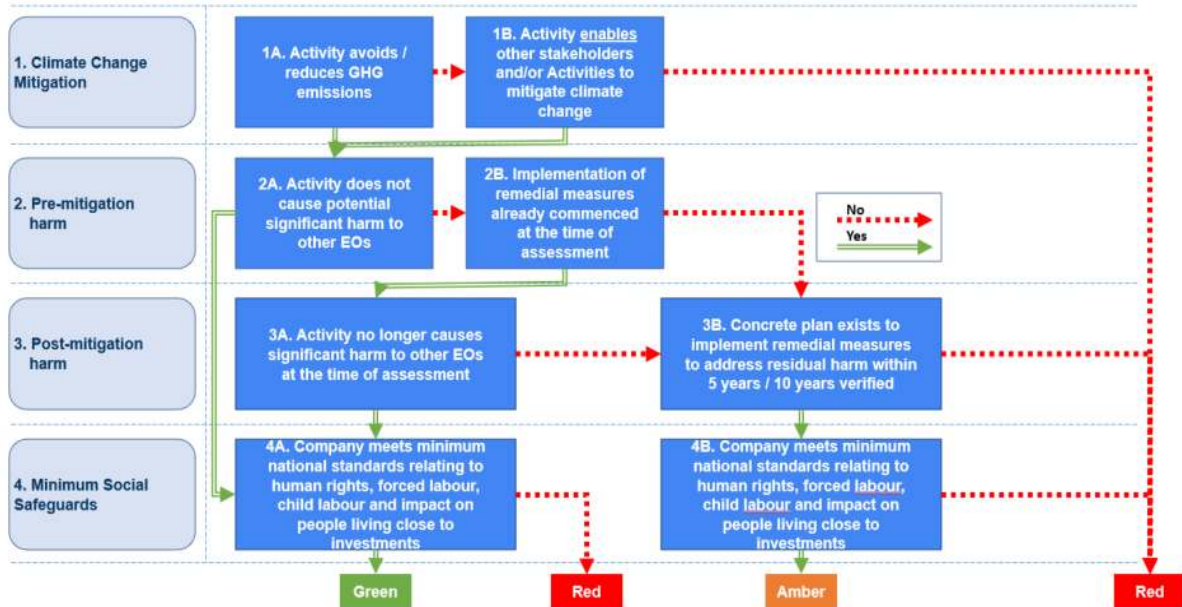 1. Climate Change
Mitigation
1A. Activity avoids /
reduces GHG
emissions
1B. Activity enables
other stakeholders
and/or Activities to
mitigate climate
change
2. Pre-mitigation
harm
2A. Activity does not
cause potential
significant harm to
other EOs
2B. Implementation of
remedial measures
already commenced
at the time of
assessment
No
Yes
3. Post-mitigation
harm
3A. Activity no longer causes
significant harm to other EOs
at the time of assessment
3B. Concrete plan exists to
implement remedial measures
to address residual harm within
5 years / 10 years verified
4. Minimum Social
Safeguards
4A. Company meets minimum
national standards relating to
human rights, forced labour,
child labour and impact on
people living close to
investments
4B. Company meets minimum
national standards relating to
human rights, forced labour,
child labour and impact on
people living close to
investments
Green
Red
Amber
Red